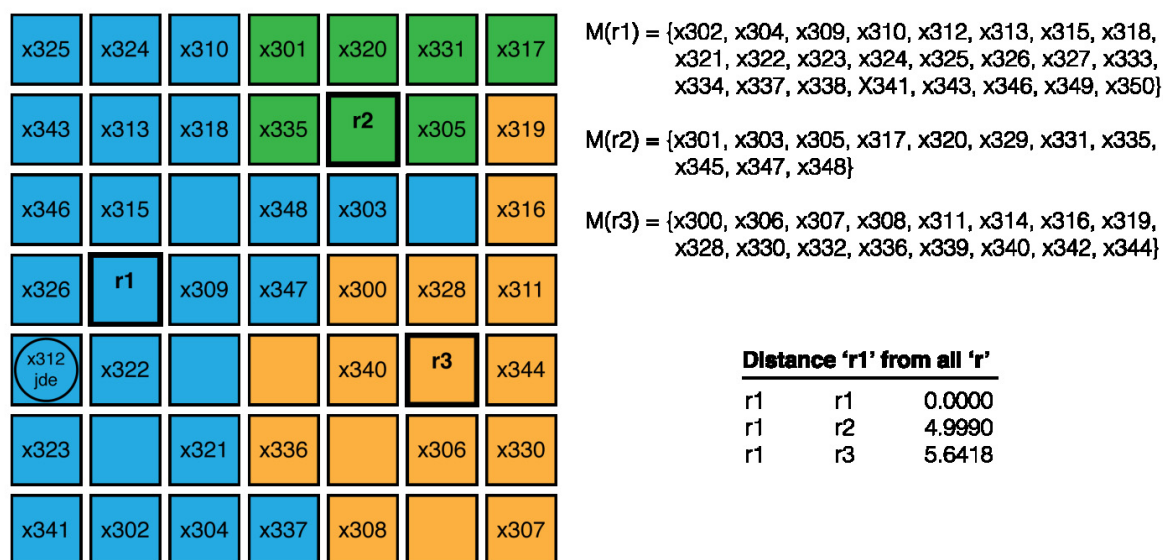 x325 x324 x310 x301 x320 x331 x317
x343 x313 x318 x335 r2 x305 x319
x346 x315 x348 x303 x316
x326 r1 x309 x347 x300 x328 x311
x312
jde
x322 x340 r3 x344
x323 x321 x336 x306 x330
x341 x302 x304 x337 x308 x307
M(r1) = {x302, x304, x309, x310, x312, x313, x315, x318,
x321, x322, x323, x324, x325, x326, x327, x333,
x334, x337, x338, X341, x343, x346, x349, x350}
M(r2) = {x301, x303, x305, x317, x320, x329, x331, x335,
x345, x347, x348}
M(r3) = {x300, x306, x307, x308, x311, x314, x316, x319,
x328, x330, x332, x336, x339, x340, x342, x344}
Distance ‘r1’ from all ‘r’
r1 r1 0.0000
r1 r2 4.9990
r1 r3 5.6418